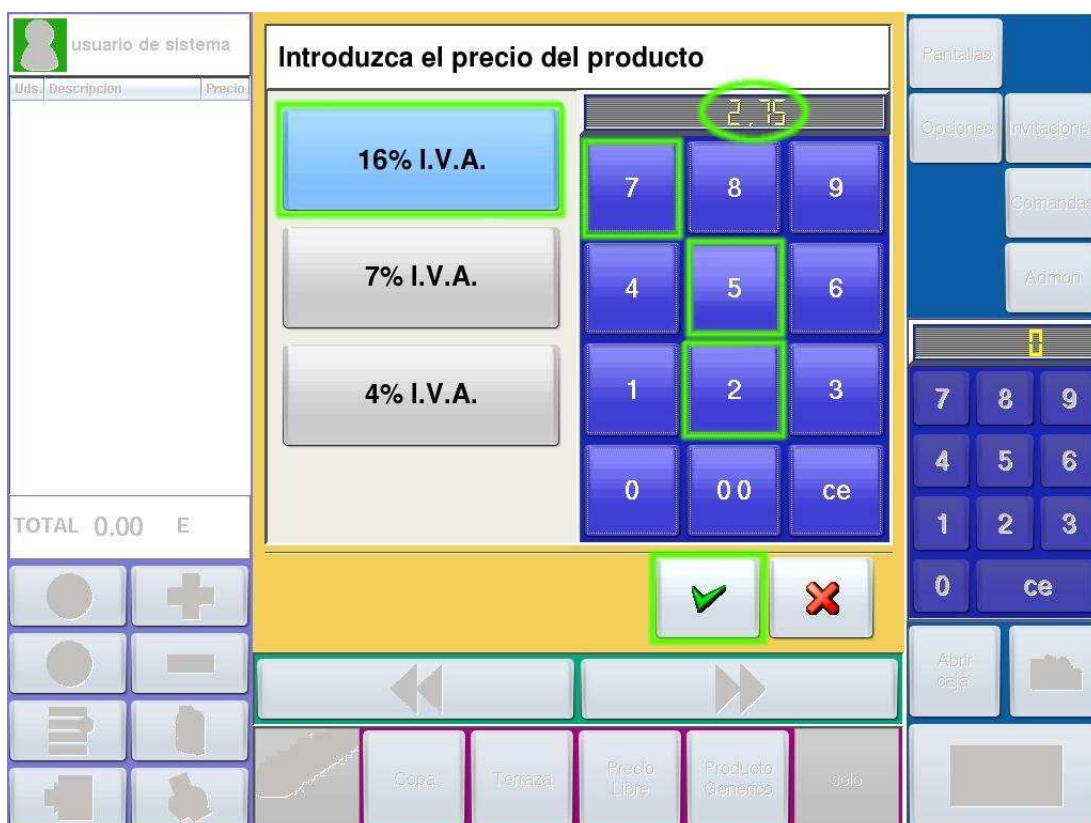 usuario de sistema
Uds. Descripcion Precio
TOTAL 0.00 E
Introduzca el precio del producto
16% I.V.A.
7% I.V.A.
4% I.V.A.
2.75
7 8 9
4 5 6
1 2 3
0 00 ce
Copa
Terraza
Precio
Libre
Producto
Generico
solo
Pantallas
Opciones
Invitacione
Comandas
Admon
0
7 8 9
4 5 6
1 2 3
0 ce
Abrir
caja